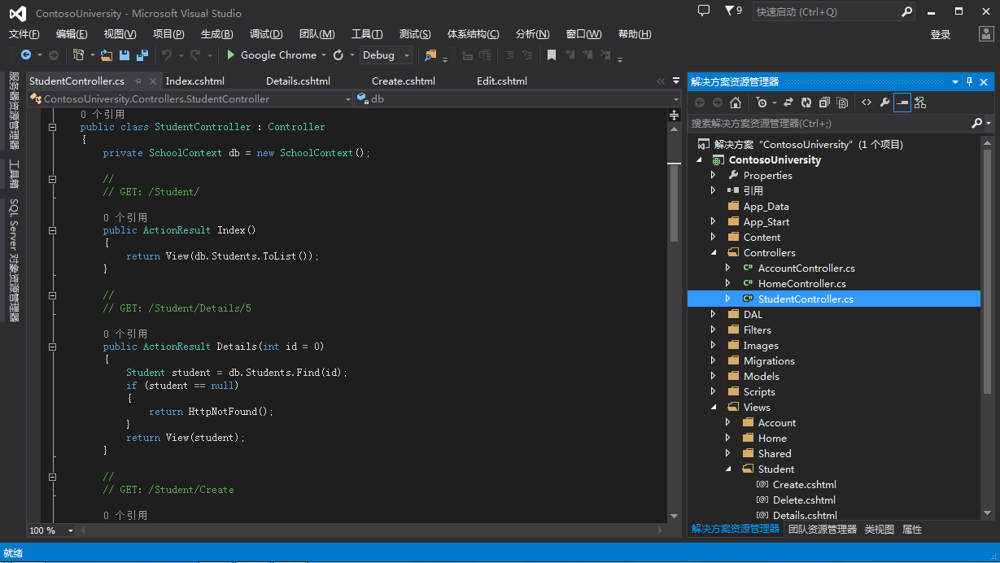 ContosoUniversity - Microsoft Visual Studio
9
快速启动 (Ctrl+Q)
文件(F) 编辑(E) 视图(V) 项目(P) 生成(B) 调试(D) 团队(M) 工具(T) 测试(S) 体系结构(C) 分析(N) 窗口(W) 帮助(H)
登录
Google Chrome
Debug
服务器资源管理器
工具箱
SQL Server 对象资源管理器
StudentController.cs Index.cshtml Details.cshtml Create.cshtml Edit.cshtml
ContosoUniversity.Controllers.StudentController
db
0 个引用
public class StudentController : Controller
{
private SchoolContext db = new SchoolContext();
//
// GET: /Student/
0 个引用
public ActionResult Index()
{
return View(db.Students.ToList());
}
//
// GET: /Student/Details/5
0 个引用
public ActionResult Details(int id = 0)
{
Student student = db.Students.Find(id);
if (student == null)
{
return HttpNotFound();
}
return View(student);
}
//
// GET: /Student/Create
0 个引用
100 %
解决方案资源管理器
搜索解决方案资源管理器(Ctrl+;)
解决方案“ContosoUniversity”(1 个项目)
ContosoUniversity
Properties
引用
App_Data
App_Start
Content
Controllers
C# AccountController.cs
C# HomeController.cs
C# StudentController.cs
DAL
Filters
Images
Migrations
Models
Scripts
Views
Account
Home
Shared
Student
[@] Create.cshtml
[@] Delete.cshtml
[@] Details.cshtml
解决方案资源管理器 团队资源管理器 类视图 属性
就绪